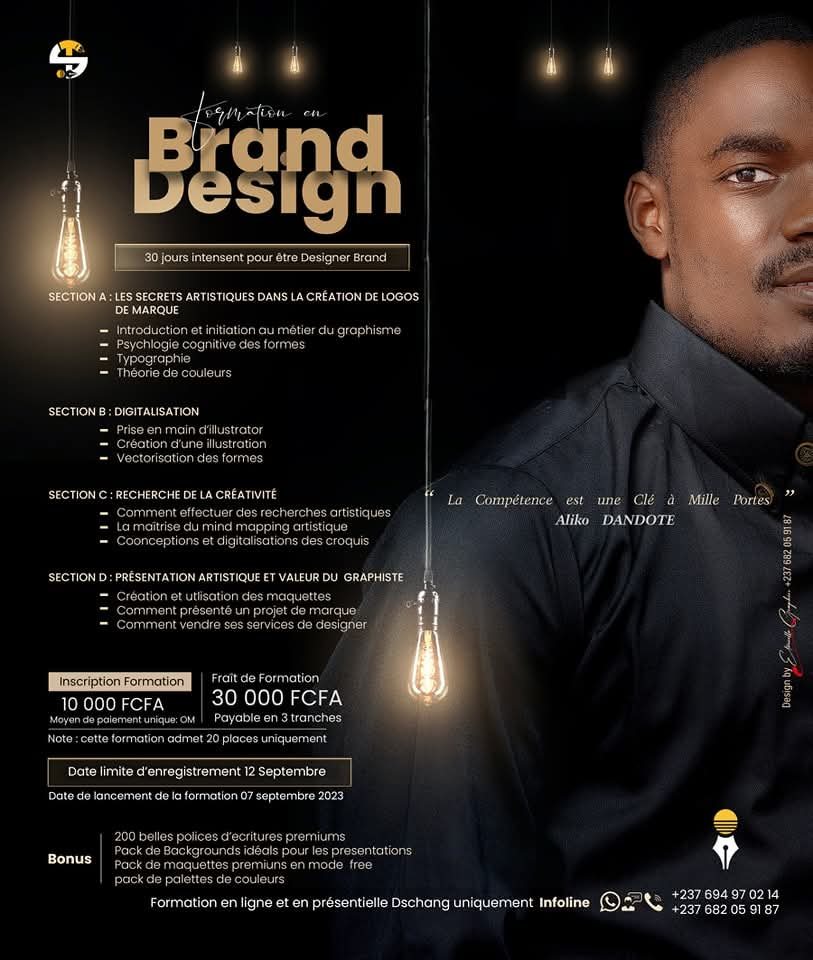 Formation en
Brand
Design
30 jours intensent pour être Designer Brand
SECTION A : LES SECRETS ARTISTIQUES DANS LA CRÉATION DE LOGOS
DE MARQUE
- Introduction et initiation au métier du graphisme
- Psychlogie cognitive des formes
- Typographie
- Théorie de couleurs
SECTION B : DIGITALISATION
- Prise en main d'illustrator
- Création d'une illustration
- Vectorisation des formes
SECTION C : RECHERCHE DE LA CRÉATIVITÉ
- Comment effectuer des recherches artistiques
- La maîtrise du mind mapping artistique
- Coonceptions et digitalisations des croquis
SECTION D : PRÉSENTATION ARTISTIQUE ET VALEUR DU GRAPHISTE
- Création et utlisation des maquettes
- Comment présenté un projet de marque
- Comment vendre ses services de designer
“ La Compétence est une Clé à Mille Portes ”
Aliko DANDOTE
Design by Graphix +237 682 05 91 87
Inscription Formation
10 000 FCFA
Moyen de paiement unique: OM
Fraît de Formation
30 000 FCFA
Payable en 3 tranches
Note : cette formation admet 20 places uniquement
Date limite d'enregistrement 12 Septembre
Date de lancement de la formation 07 septembre 2023
Bonus
200 belles polices d'ecritures premiums
Pack de Backgrounds idéals pour les presentations
Pack de maquettes premiuns en mode free
pack de palettes de couleurs
Formation en ligne et en présentielle Dschang uniquement Infoline
+237 694 97 02 14
+237 682 05 91 87